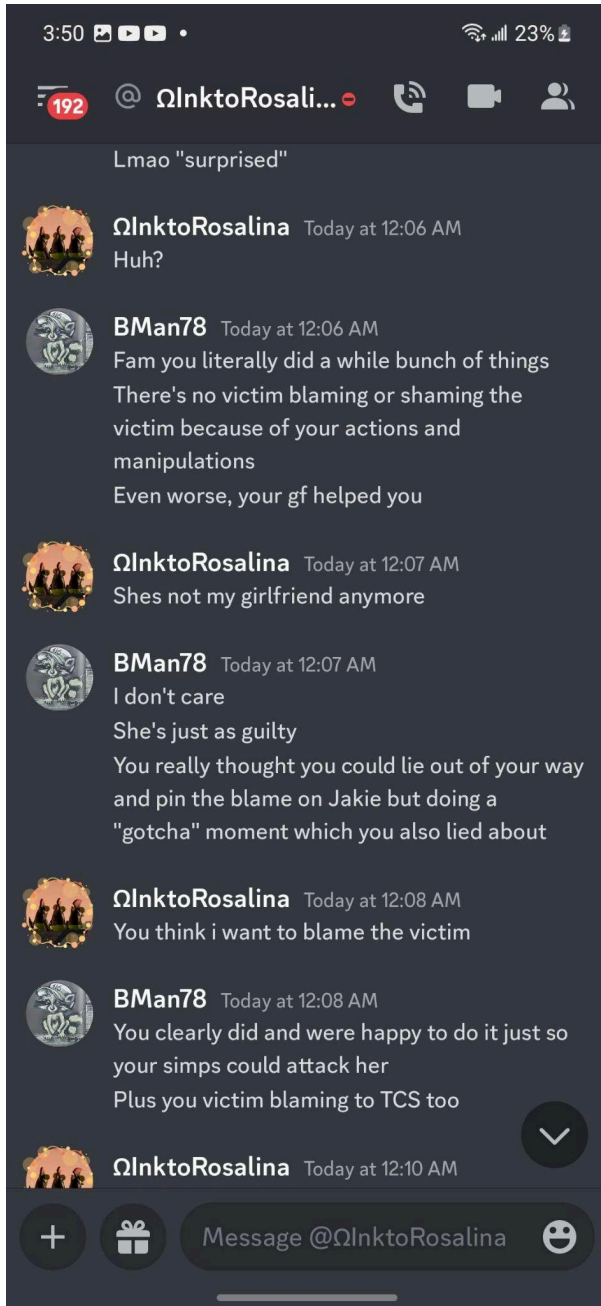 3:50
23%
192
@ ΩInktoRosali...
Lmao "surprised"
ΩInktoRosalina Today at 12:06 AM
Huh?
BMan78 Today at 12:06 AM
Fam you literally did a while bunch of things
There's no victim blaming or shaming the
victim because of your actions and
manipulations
Even worse, your gf helped you
ΩInktoRosalina Today at 12:07 AM
Shes not my girlfriend anymore
BMan78 Today at 12:07 AM
I don't care
She's just as guilty
You really thought you could lie out of your way
and pin the blame on Jakie but doing a
"gotcha" moment which you also lied about
ΩInktoRosalina Today at 12:08 AM
You think i want to blame the victim
BMan78 Today at 12:08 AM
You clearly did and were happy to do it just so
your simps could attack her
Plus you victim blaming to TCS too
ΩInktoRosalina Today at 12:10 AM
Message @ΩInktoRosalina